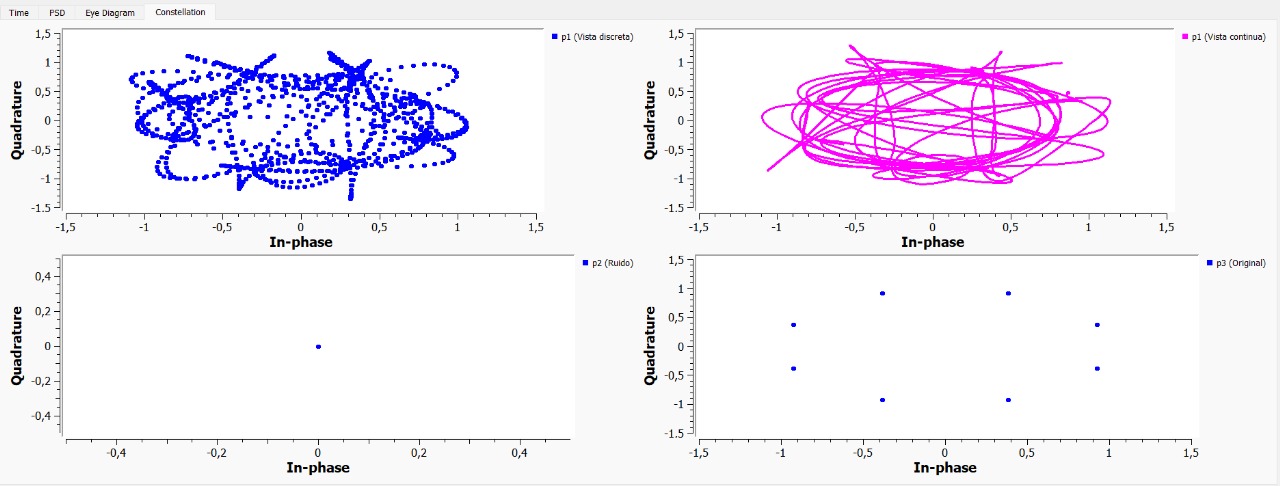 Time PSD Eye Diagram Constellation
1,5
1
0,5
0
-0,5
-1
-1.5
Quadrature
-1,5 -1 -0,5 0 0,5 1 1,5
In-phase
p1 (Vista discreta)
1,5
1
0,5
0
-0,5
-1
-1.5
Quadrature
-1,5 -1 -0,5 0 0,5 1 1,5
In-phase
p1 (Vista continua)
0,4
0,2
0
-0,2
-0,4
Quadrature
-0,4 -0,2 0 0,2 0,4
In-phase
p2 (Ruido)
1.5
1
0,5
0
-0,5
-1
-1.5
Quadrature
-1,5 -1 -0,5 0 0,5 1 1,5
In-phase
p3 (Original)